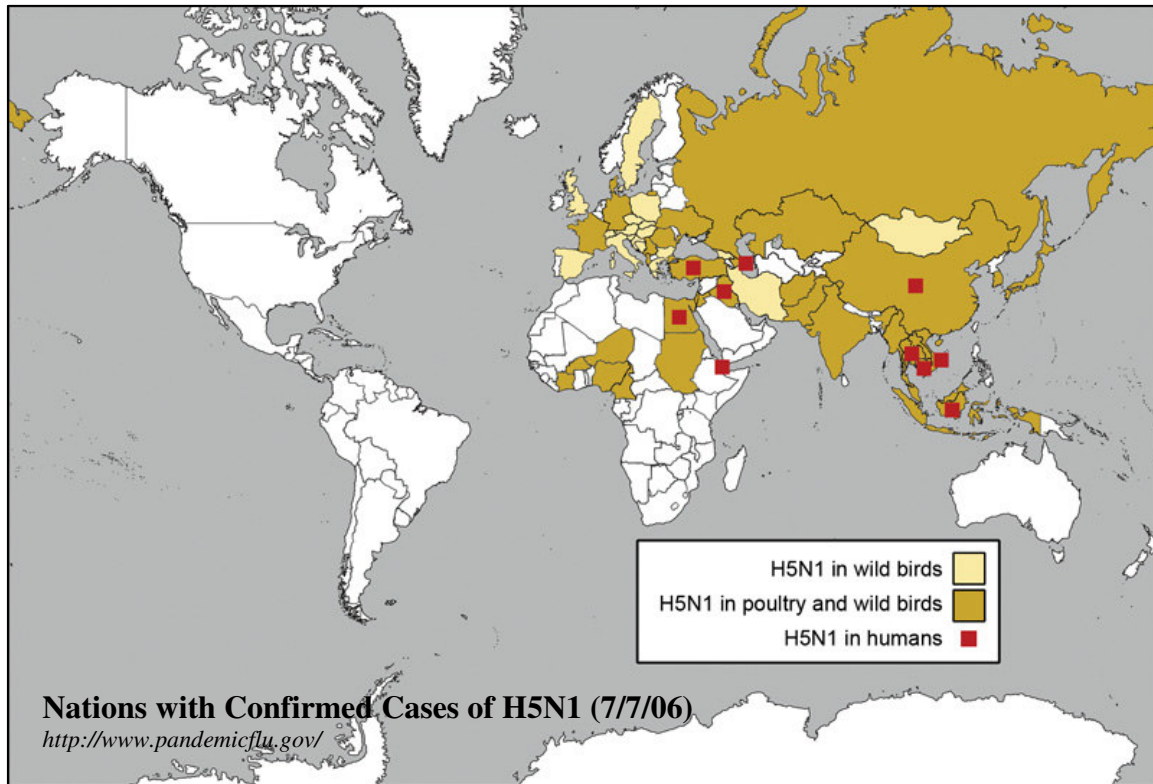 H5N1 in wild birds
H5N1 in poultry and wild birds
H5N1 in humans
Nations with Confirmed Cases of H5N1 (7/7/06)
http://www.pandemicflu.gov/